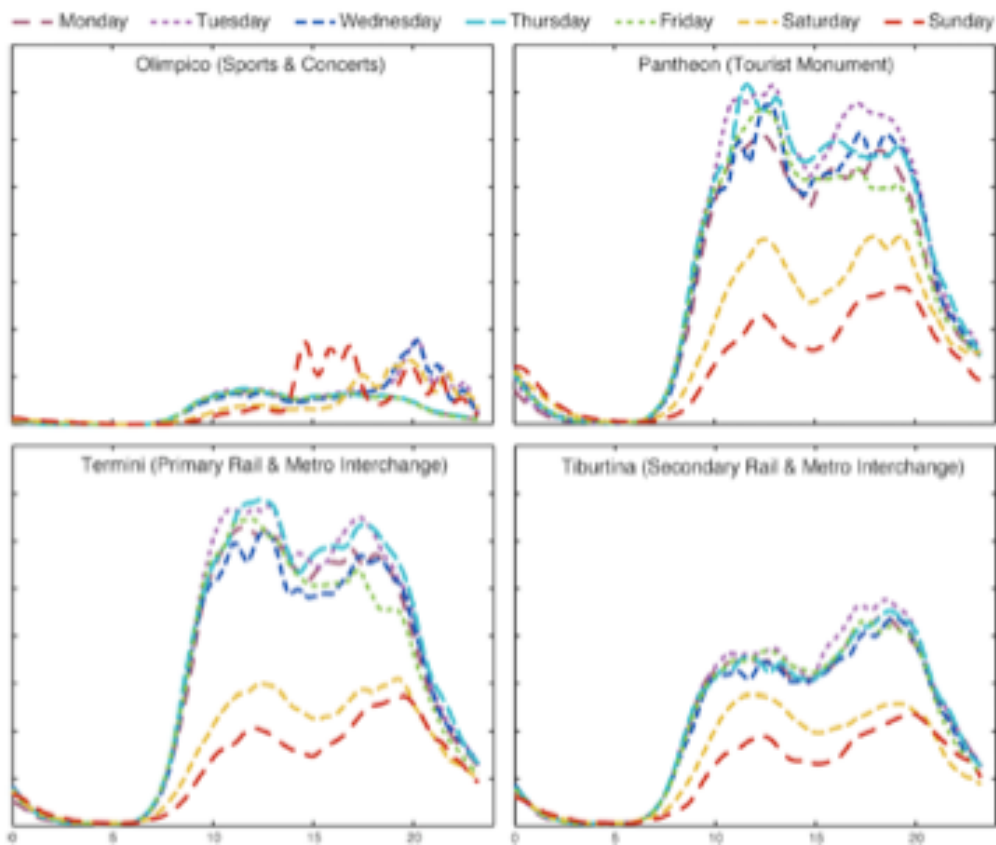 Monday Tuesday Wednesday Thursday Friday Saturday Sunday
Olimpico (Sports & Concerts)
Pantheon (Tourist Monument)
Termini (Primary Rail & Metro Interchange)
Tiburtina (Secondary Rail & Metro Interchange)
0 5 10 15 20
0 5 10 15 20